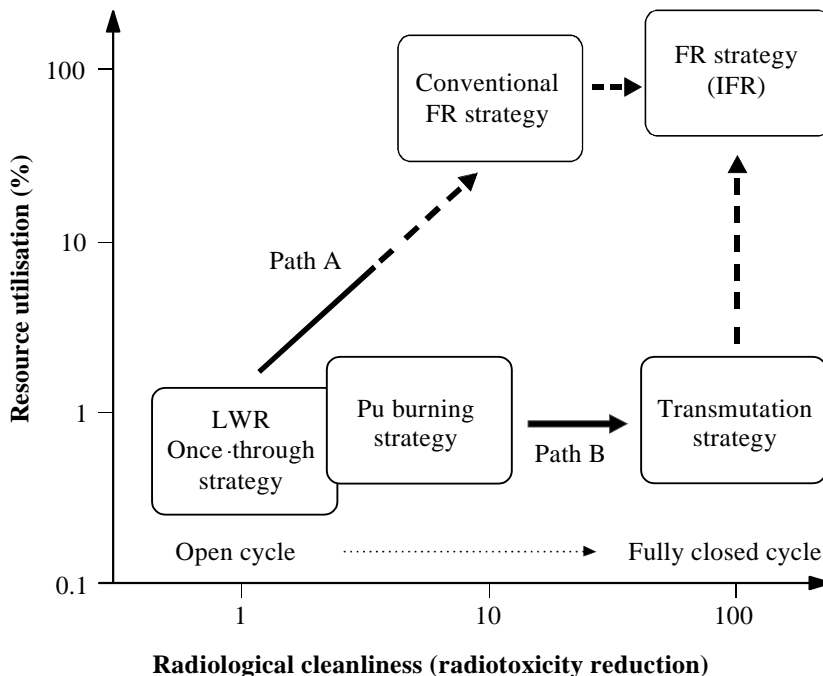 Resource utilisation (%)
100
10
1
0.1
Conventional
FR strategy
FR strategy
(IFR)
Path A
LWR
Once-through
strategy
Pu burning
strategy
Path B
Transmutation
strategy
Open cycle
Fully closed cycle
1
10
100
Radiological cleanliness (radiotoxicity reduction)